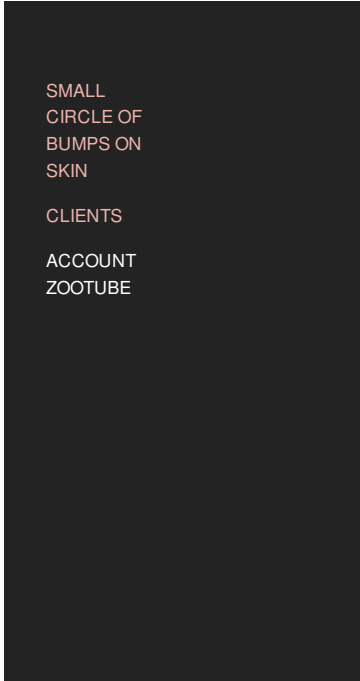 SMALL
CIRCLE OF
BUMPS ON
SKIN
CLIENTS
ACCOUNT
ZOOTUBE